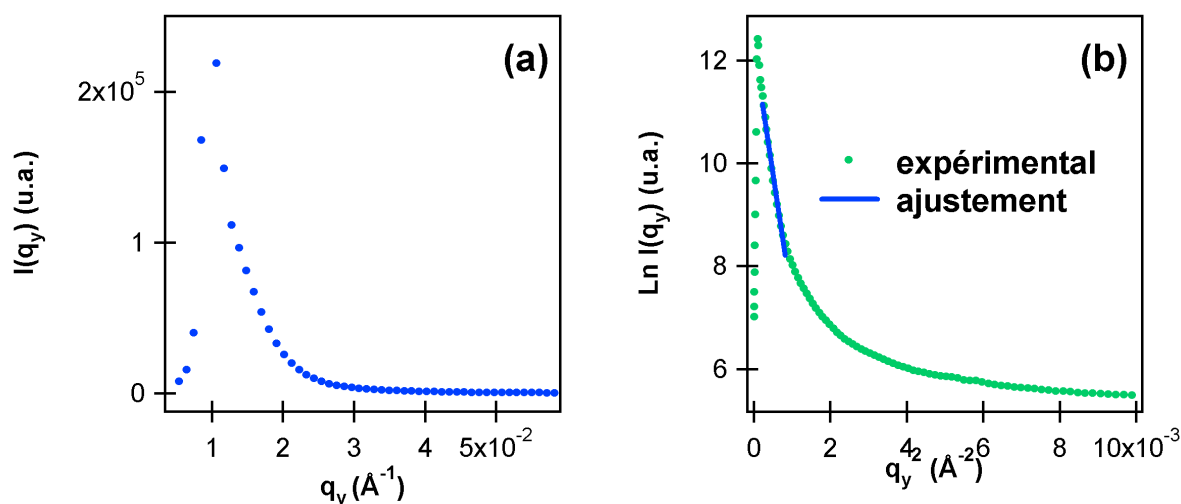 (a)
I(q_y) (u.a.)
2x10^5
1
0
1 2 3 4 5x10^-2
q_y (Å^-1)
(b)
Ln I(q_y) (u.a.)
12
10
8
6
expérimental
ajustement
0 2 4 6 8 10x10^-3
q_y^2 (Å^-2)